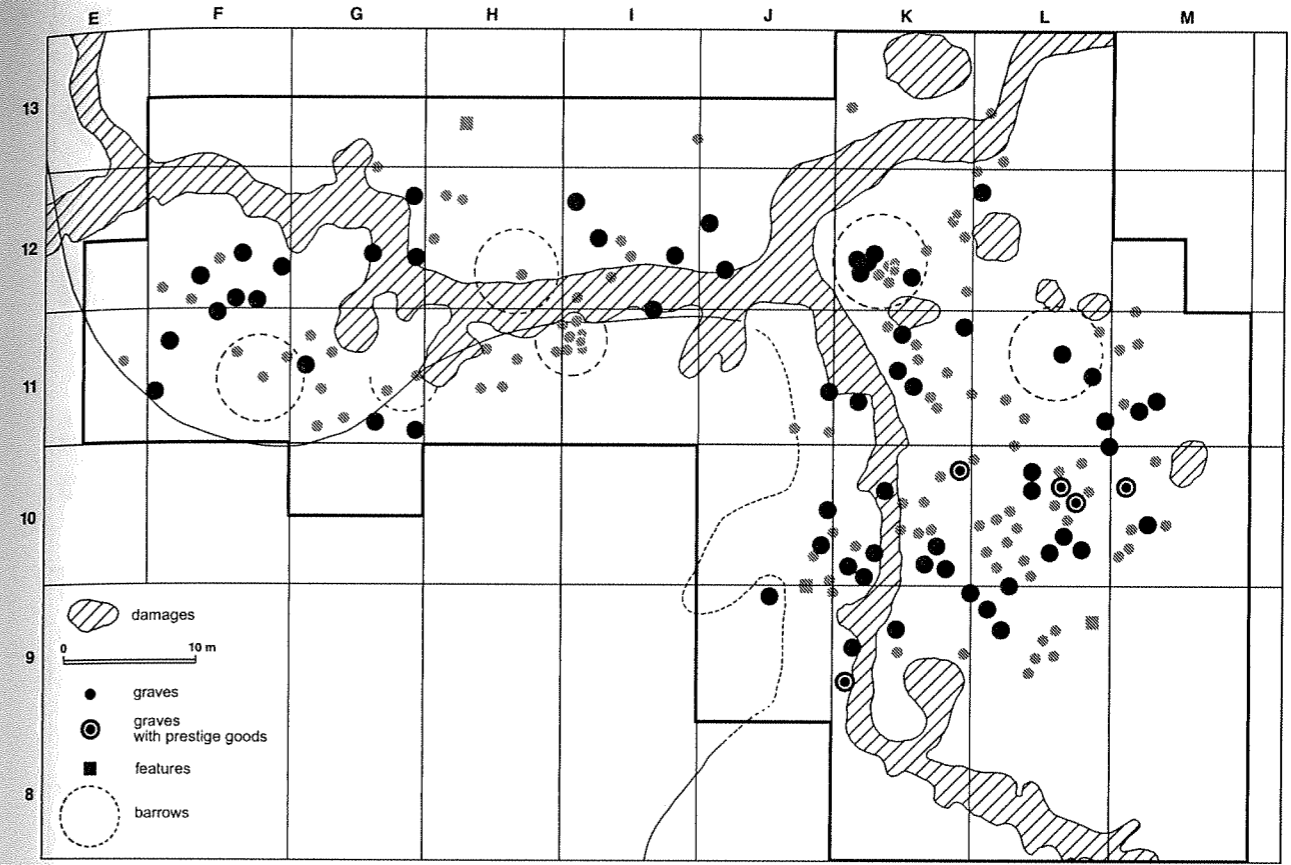 E F G H I J K L M
13
12
11
10
9
8
damages
0 10 m
graves
graves
with prestige goods
features
barrows